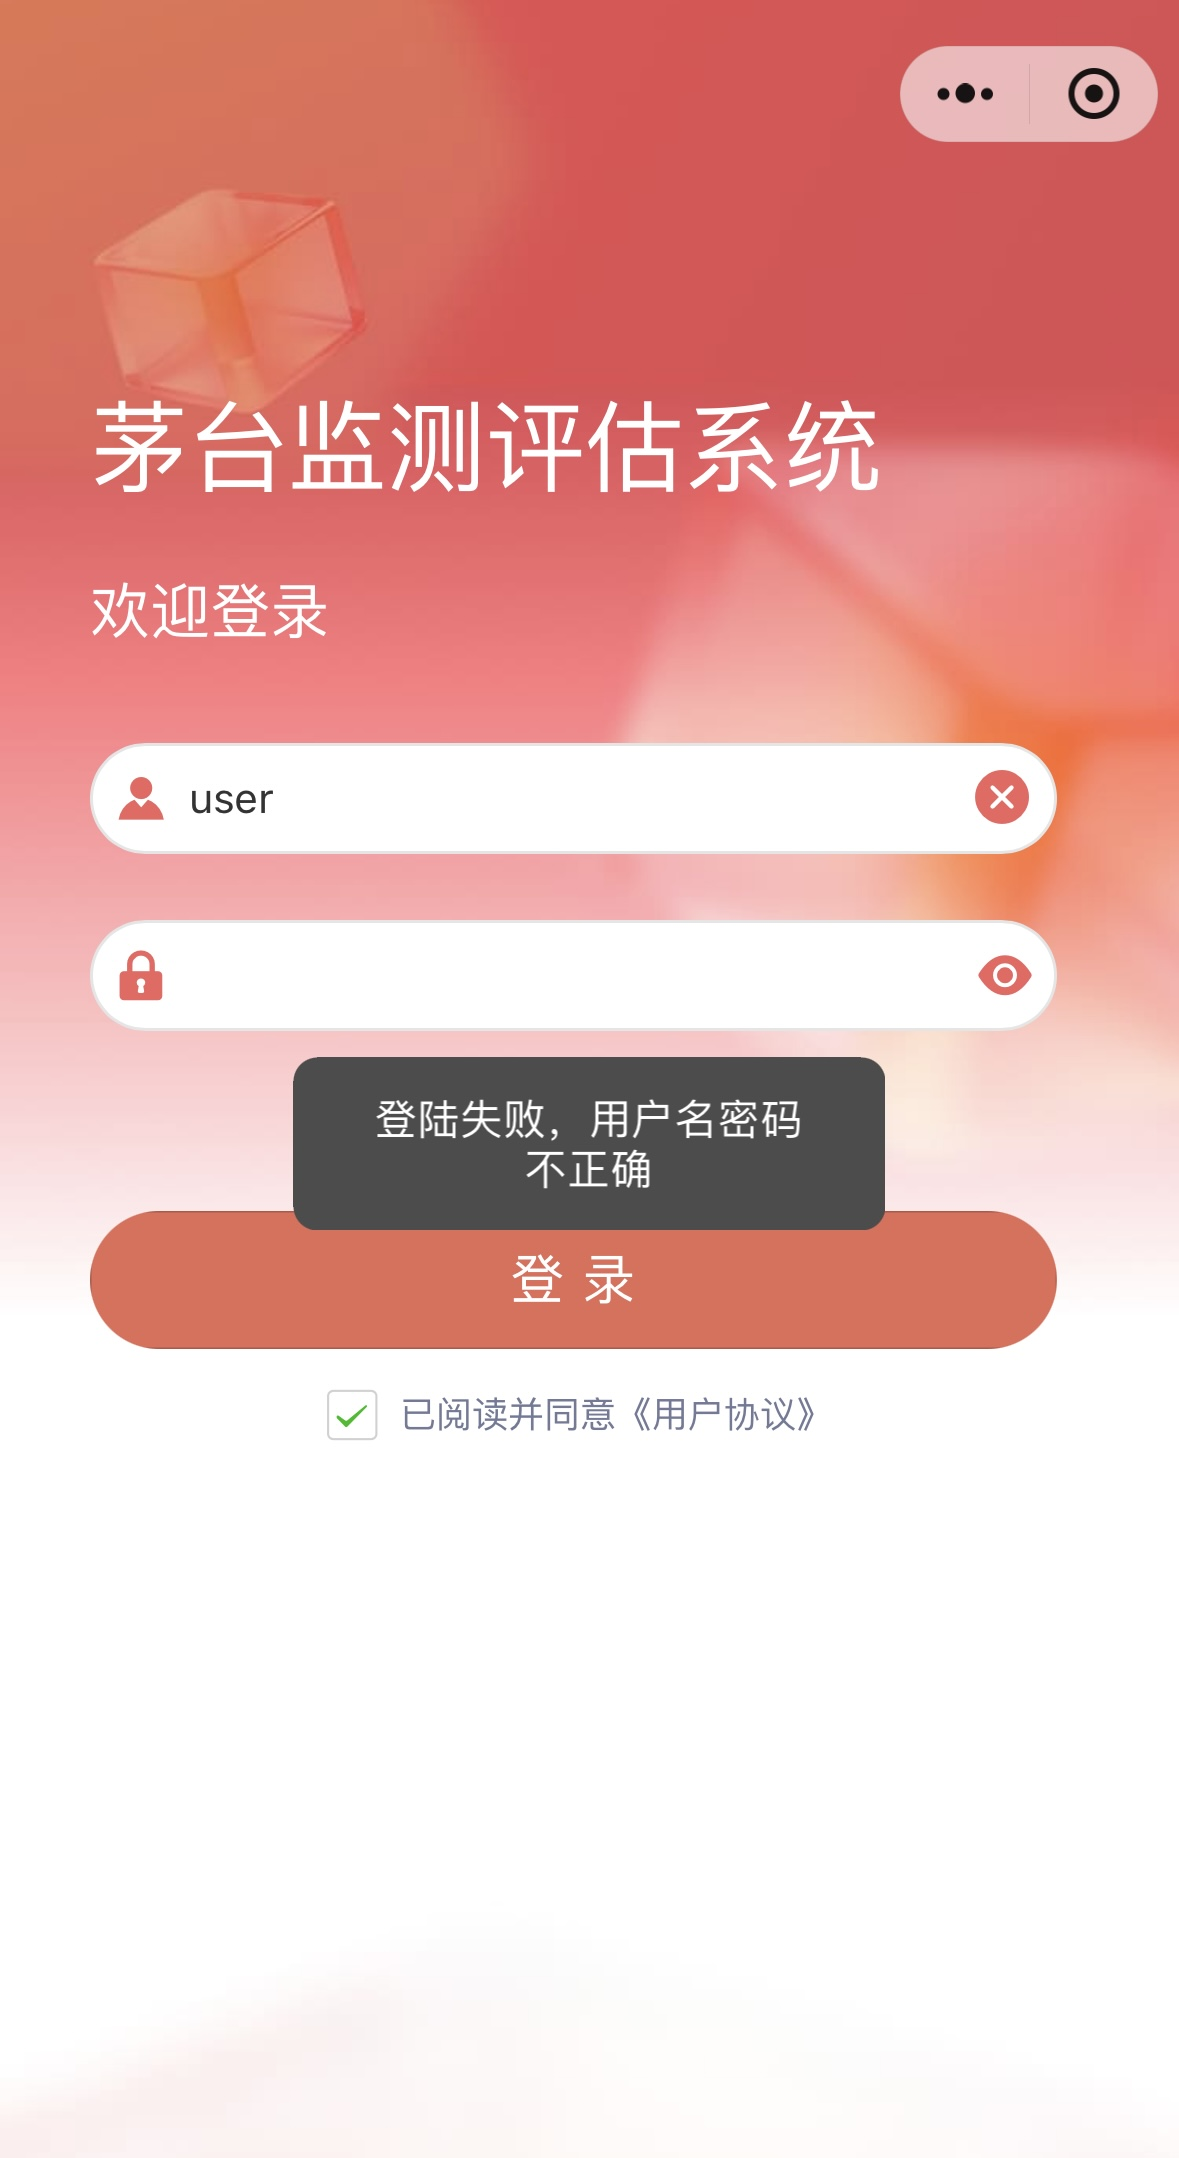 茅台监测评估系统
欢迎登录
user
登陆失败，用户名密码
不正确
登 录
已阅读并同意《用户协议》